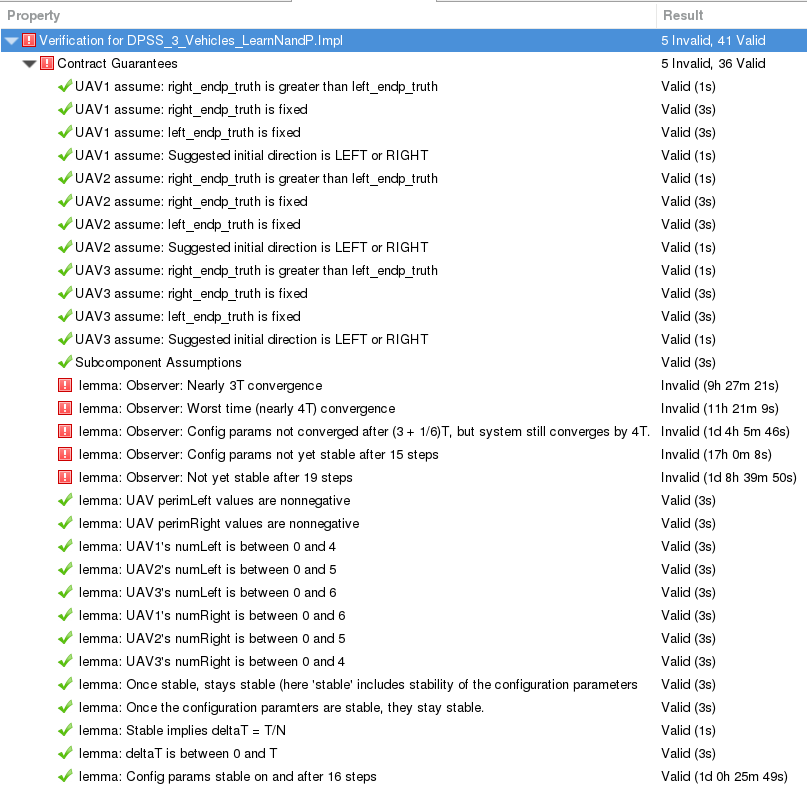 Property Result
Verification for DPSS_3_Vehicles_LearnNandP.Impl 5 Invalid, 41 Valid
Contract Guarantees 5 Invalid, 36 Valid
UAV1 assume: right_endp_truth is greater than left_endp_truth Valid (1s)
UAV1 assume: right_endp_truth is fixed Valid (3s)
UAV1 assume: left_endp_truth is fixed Valid (3s)
UAV1 assume: Suggested initial direction is LEFT or RIGHT Valid (1s)
UAV2 assume: right_endp_truth is greater than left_endp_truth Valid (1s)
UAV2 assume: right_endp_truth is fixed Valid (3s)
UAV2 assume: left_endp_truth is fixed Valid (3s)
UAV2 assume: Suggested initial direction is LEFT or RIGHT Valid (1s)
UAV3 assume: right_endp_truth is greater than left_endp_truth Valid (1s)
UAV3 assume: right_endp_truth is fixed Valid (3s)
UAV3 assume: left_endp_truth is fixed Valid (3s)
UAV3 assume: Suggested initial direction is LEFT or RIGHT Valid (1s)
Subcomponent Assumptions Valid (3s)
lemma: Observer: Nearly 3T convergence Invalid (9h 27m 21s)
lemma: Observer: Worst time (nearly 4T) convergence Invalid (11h 21m 9s)
lemma: Observer: Config params not converged after (3 + 1/6)T, but system still converges by 4T. Invalid (1d 4h 5m 46s)
lemma: Observer: Config params not yet stable after 15 steps Invalid (17h 0m 8s)
lemma: Observer: Not yet stable after 19 steps Invalid (1d 8h 39m 50s)
lemma: UAV perimLeft values are nonnegative Valid (3s)
lemma: UAV perimRight values are nonnegative Valid (3s)
lemma: UAV1's numLeft is between 0 and 4 Valid (3s)
lemma: UAV2's numLeft is between 0 and 5 Valid (3s)
lemma: UAV3's numLeft is between 0 and 6 Valid (3s)
lemma: UAV1's numRight is between 0 and 6 Valid (3s)
lemma: UAV2's numRight is between 0 and 5 Valid (3s)
lemma: UAV3's numRight is between 0 and 4 Valid (3s)
lemma: Once stable, stays stable (here 'stable' includes stability of the configuration parameters Valid (3s)
lemma: Once the configuration paramters are stable, they stay stable. Valid (3s)
lemma: Stable implies deltaT = T/N Valid (1s)
lemma: deltaT is between 0 and T Valid (3s)
lemma: Config params stable on and after 16 steps Valid (1d 0h 25m 49s)